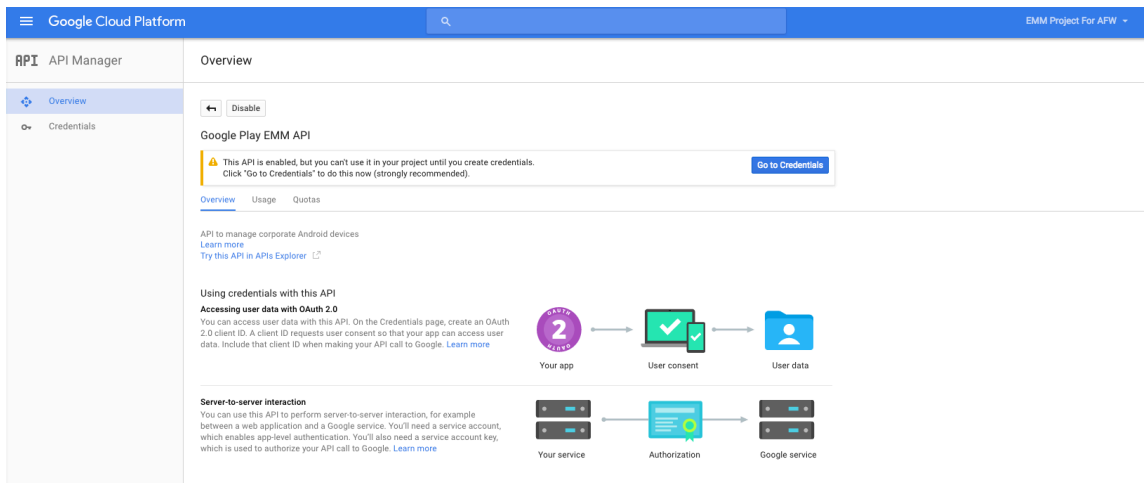 Google Cloud Platform
EMM Project For AFW
API API Manager
Overview
Overview
Credentials
Disable
Google Play EMM API
This API is enabled, but you can't use it in your project until you create credentials.
Click "Go to Credentials" to do this now (strongly recommended).
Go to Credentials
Overview Usage Quotas
API to manage corporate Android devices
Learn more
Try this API in APIs Explorer
Using credentials with this API
Accessing user data with OAuth 2.0
You can access user data with this API. On the Credentials page, create an OAuth
2.0 client ID. A client ID requests user consent so that your app can access user
data. Include that client ID when making your API call to Google. Learn more
OAUTH
2
OAUTH
Your app
User consent
User data
Server-to-server interaction
You can use this API to perform server-to-server interaction, for example
between a web application and a Google service. You'll need a service account,
which enables app-level authentication. You'll also need a service account key,
which is used to authorize your API call to Google. Learn more
Your service
Authorization
Google service